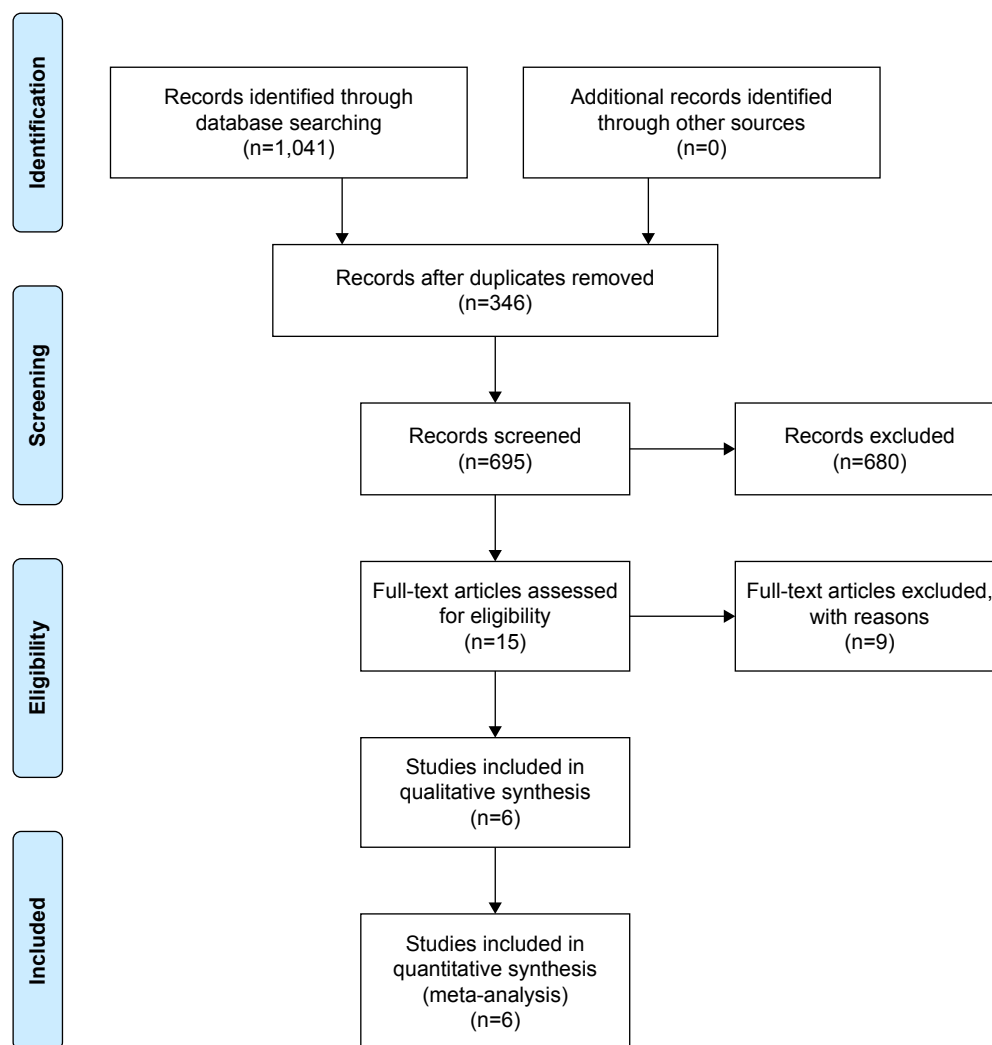 Identification
Records identified through
database searching
(n=1,041)
Additional records identified
through other sources
(n=0)
Records after duplicates removed
(n=346)
Screening
Records screened
(n=695)
Records excluded
(n=680)
Eligibility
Full-text articles assessed
for eligibility
(n=15)
Full-text articles excluded,
with reasons
(n=9)
Studies included in
qualitative synthesis
(n=6)
Included
Studies included in
quantitative synthesis
(meta-analysis)
(n=6)